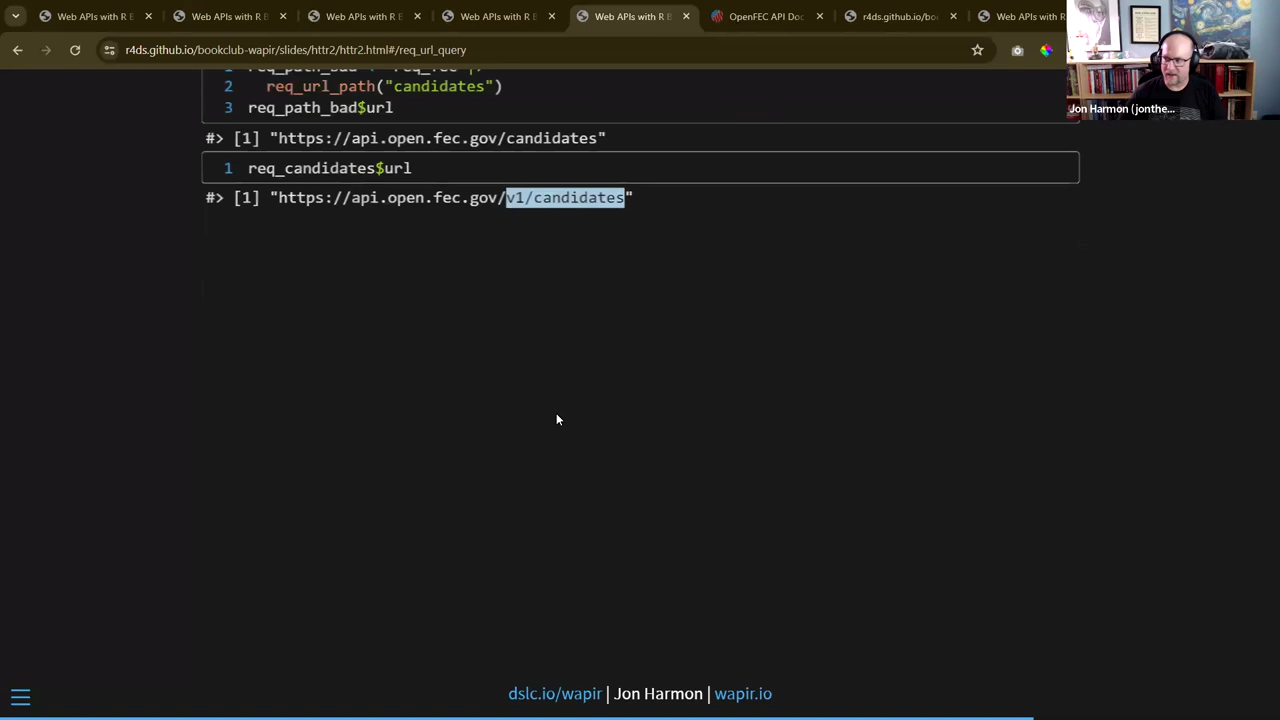 Web APIs with R B
Web APIs with R B
Web APIs with R B
Web APIs with R B
Web APIs with R B
OpenFEC API Doc
r4ds.github.io/bo
Web APIs with R
r4ds.github.io/bookclub-wapir/slides/httr2/httr2.html#/req_url_query
Jon Harmon (jonthe...
2 req_url_path("candidates")
3 req_path_bad$url
#> [1] "https://api.open.fec.gov/candidates"
1 req_candidates$url
#> [1] "https://api.open.fec.gov/v1/candidates"
dslc.io/wapir | Jon Harmon | wapir.io